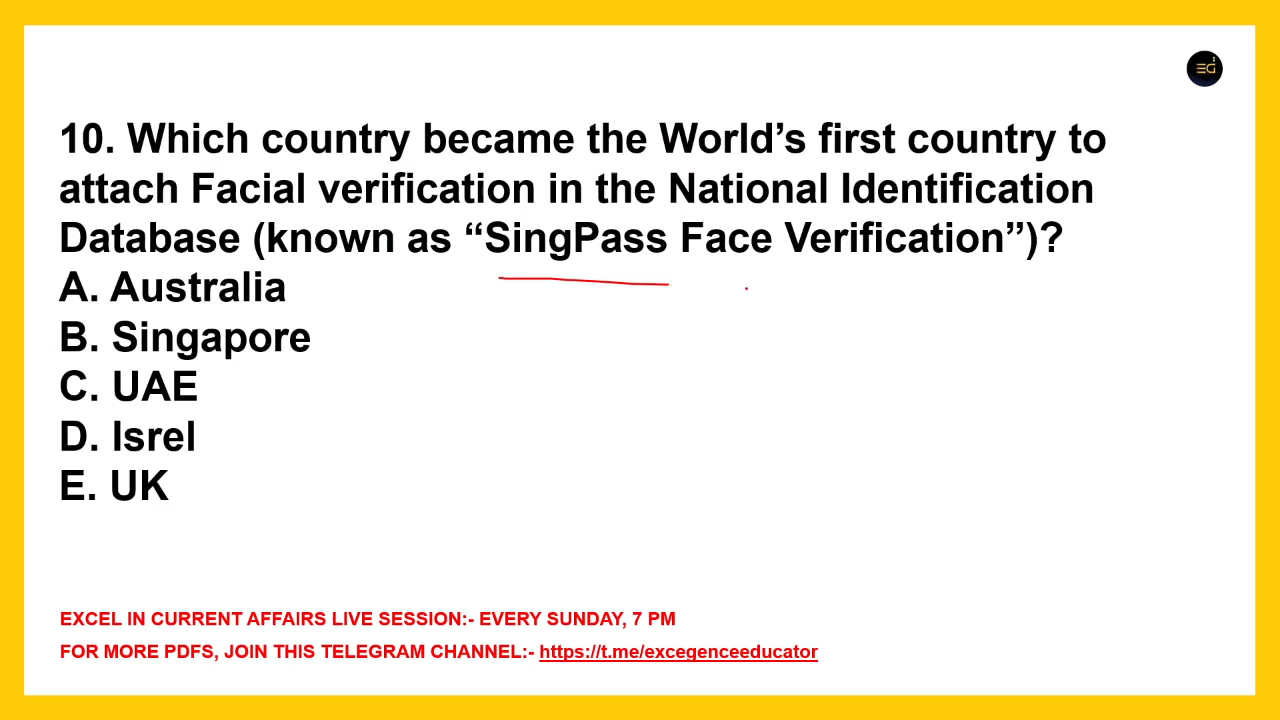 10. Which country became the World’s first country to
attach Facial verification in the National Identification
Database (known as “SingPass Face Verification”)?
A. Australia
B. Singapore
C. UAE
D. Isrel
E. UK
EXCEL IN CURRENT AFFAIRS LIVE SESSION:- EVERY SUNDAY, 7 PM
FOR MORE PDFS, JOIN THIS TELEGRAM CHANNEL:- https://t.me/excegenceeducator